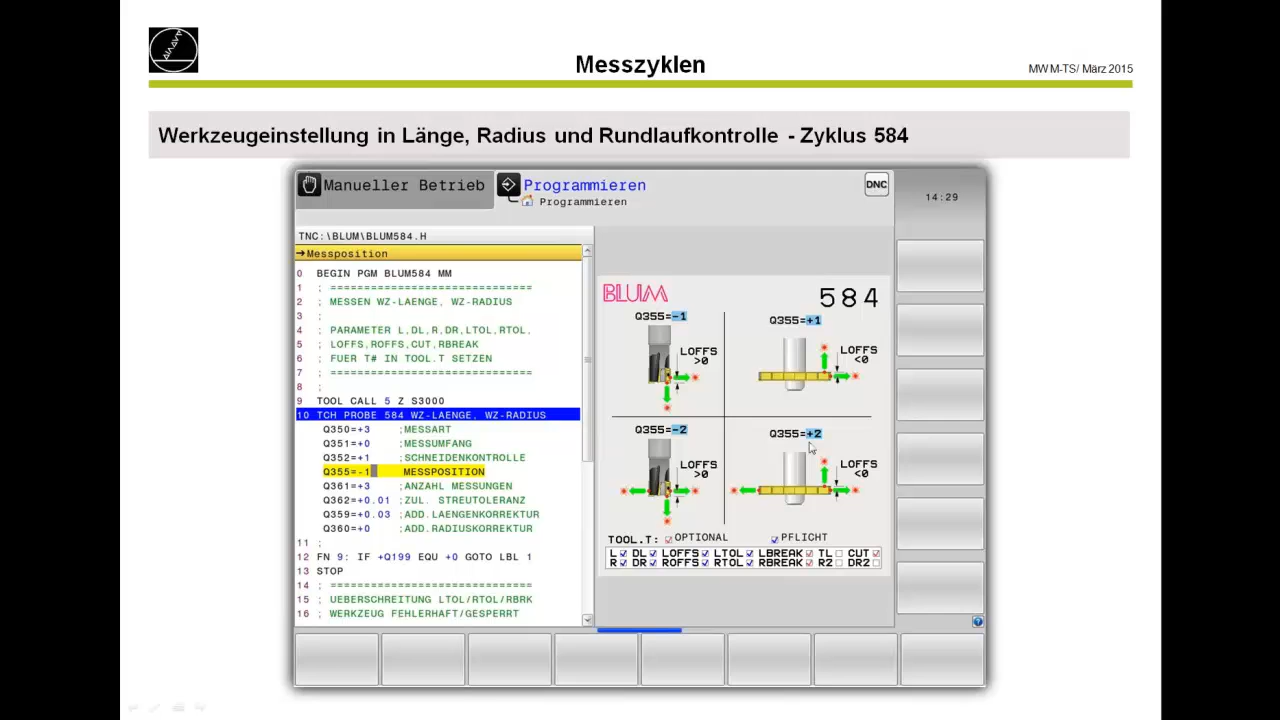 Messzyklen
MWM-TS/ März 2015
Werkzeugeinstellung in Länge, Radius und Rundlaufkontrolle - Zyklus 584
Manueller Betrieb
Programmieren
Programmieren
DNC
14:29
TNC:\BLUM\BLUM584.H
➔Messposition
0 BEGIN PGM BLUM584 MM
1 ; ==============================
2 ; MESSEN WZ-LAENGE, WZ-RADIUS
3 ;
4 ; PARAMETER L,DL,R,DR,LTOL,RTOL,
5 ; LOFFS,ROFFS,CUT,RBREAK
6 ; FUER T# IN TOOL.T SETZEN
7 ; ==============================
8 ;
9 TOOL CALL 5 Z S3000
10 TCH PROBE 584 WZ-LAENGE, WZ-RADIUS
Q350=+3 ;MESSART
Q351=+0 ;MESSUMFANG
Q352=+1 ;SCHNEIDENKONTROLLE
Q355=-1 MESSPOSITION
Q361=+3 ;ANZAHL MESSUNGEN
Q362=+0.01 ;ZUL. STREUTOLERANZ
Q359=+0.03 ;ADD.LAENGENKORREKTUR
Q360=+0 ;ADD.RADIUSKORREKTUR
11 ;
12 FN 9: IF +Q199 EQU +0 GOTO LBL 1
13 STOP
14 ; ==============================
15 ; UEBERSCHREITUNG LTOL/RTOL/RBRK
16 ; WERKZEUG FEHLERHAFT/GESPERRT
BLUM
584
Q355=-1
LOFFS
>0
Q355=+1
LOFFS
<0
Q355=-2
LOFFS
>0
Q355=+2
LOFFS
<0
TOOL.T: OPTIONAL PFLICHT
L DL LOFFS LTOL LBREAK TL CUT
R DR ROFFS RTOL RBREAK R2 DR2